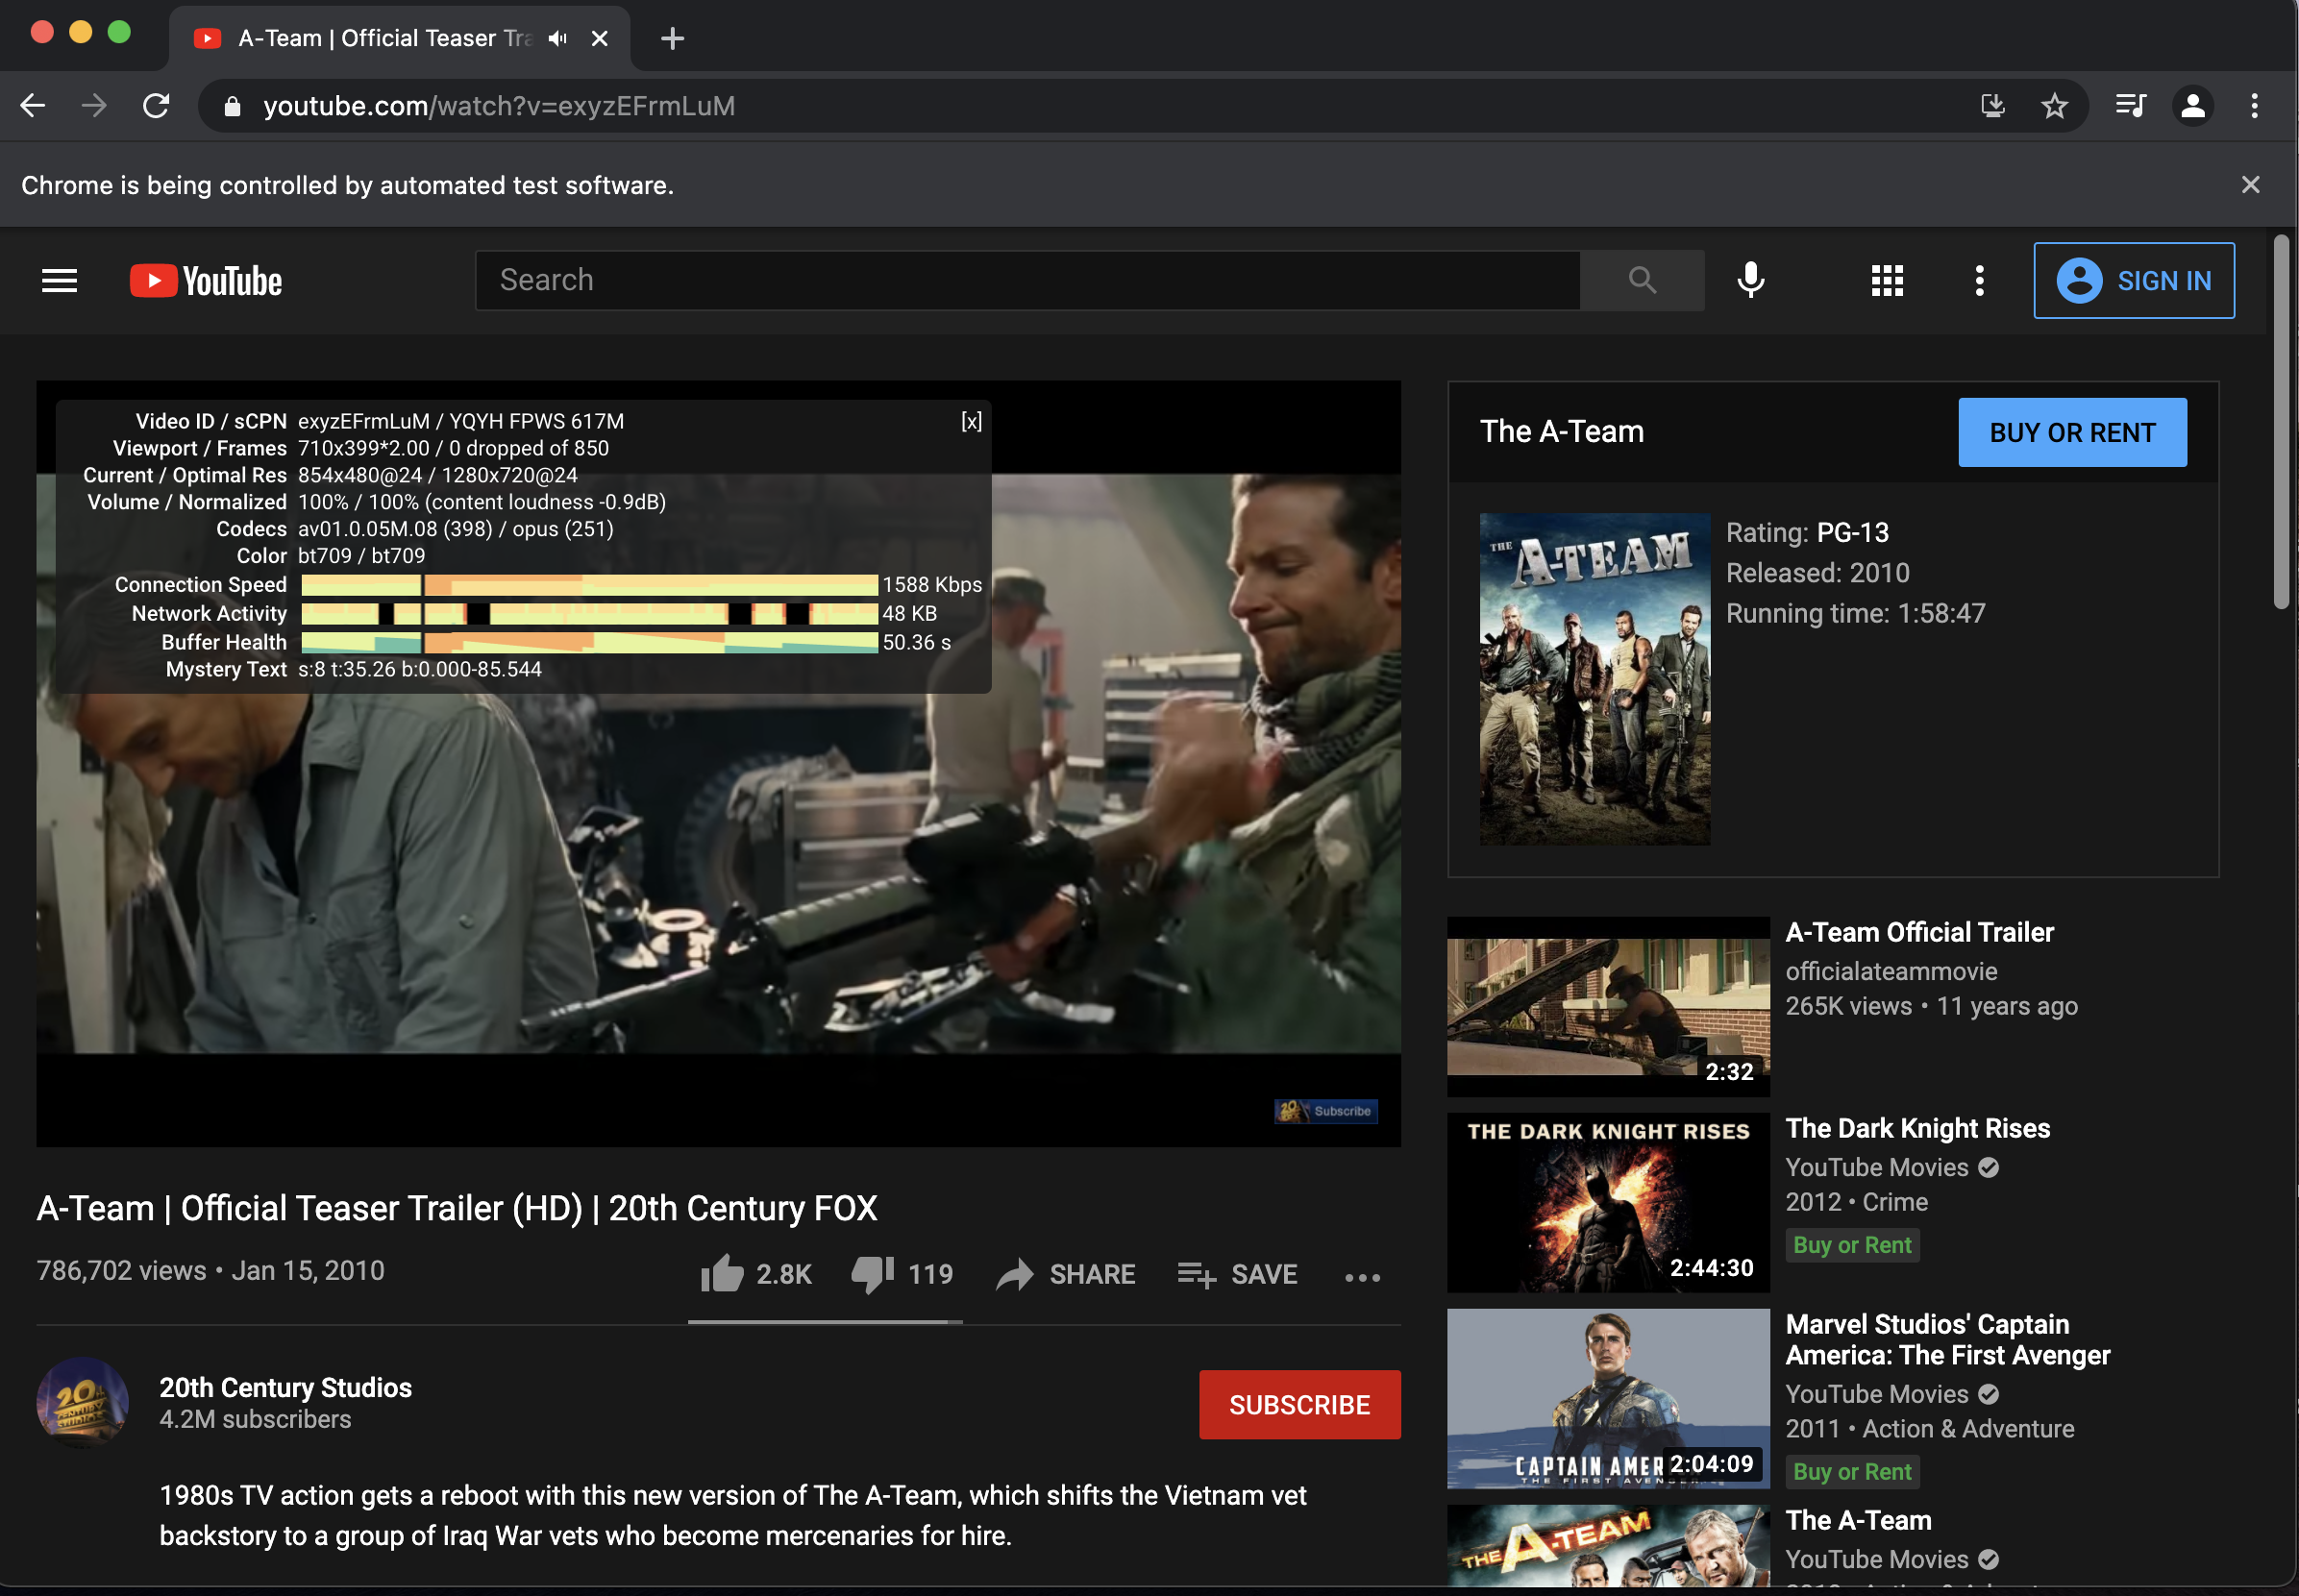 A-Team | Official Teaser Tra
youtube.com/watch?v=exyzEFrmLuM
Chrome is being controlled by automated test software.
YouTube
Search
SIGN IN
Video ID / sCPN exyzEFrmLuM / YQYH FPWS 617M [x]
Viewport / Frames 710x399*2.00 / 0 dropped of 850
Current / Optimal Res 854x480@24 / 1280x720@24
Volume / Normalized 100% / 100% (content loudness -0.9dB)
Codecs av01.0.05M.08 (398) / opus (251)
Color bt709 / bt709
Connection Speed 1588 Kbps
Network Activity 48 KB
Buffer Health 50.36 s
Mystery Text s:8 t:35.26 b:0.000-85.544
Subscribe
A-Team | Official Teaser Trailer (HD) | 20th Century FOX
786,702 views • Jan 15, 2010
2.8K 119 SHARE SAVE
20th Century Studios
4.2M subscribers
SUBSCRIBE
1980s TV action gets a reboot with this new version of The A-Team, which shifts the Vietnam vet
backstory to a group of Iraq War vets who become mercenaries for hire.
The A-Team
BUY OR RENT
THE A-TEAM
Rating: PG-13
Released: 2010
Running time: 1:58:47
2:32
A-Team Official Trailer
officialateammovie
265K views • 11 years ago
THE DARK KNIGHT RISES
2:44:30
The Dark Knight Rises
YouTube Movies
2012 • Crime
Buy or Rent
CAPTAIN AMER
THE FIRST AVENGER
2:04:09
Marvel Studios' Captain
America: The First Avenger
YouTube Movies
2011 • Action & Adventure
Buy or Rent
THE A-TEAM
The A-Team
YouTube Movies